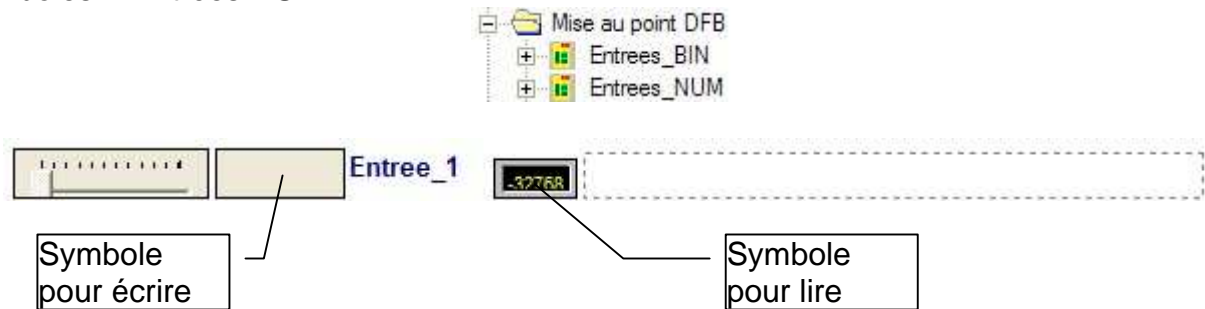 Mise au point DFB
Entrees_BIN
Entrees_NUM
Entree_1
-32768
Symbole
pour écrire
Symbole
pour lire